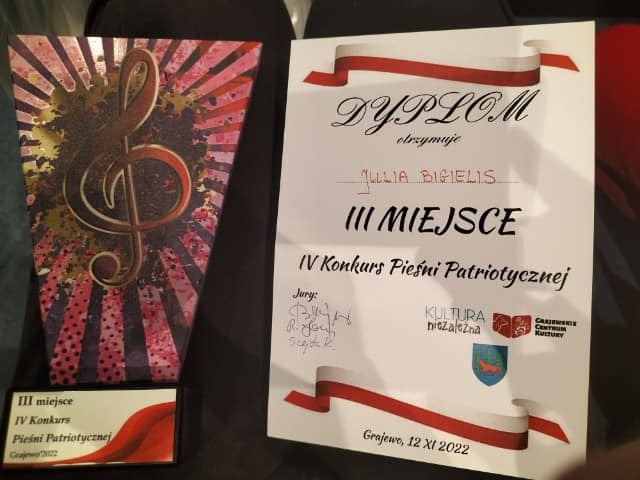 III miejsce
IV Konkurs
Pieśni Patriotycznej
Grajewo'2022
DYPLOM
otrzymuje
JULIA BIGIELIS
III MIEJSCE
IV Konkurs Pieśni Patriotycznej
Jury:
KULTURA
niezależna
GRAJEWSKIE
CENTRUM
KULTURY
Grajewo, 12 XI 2022